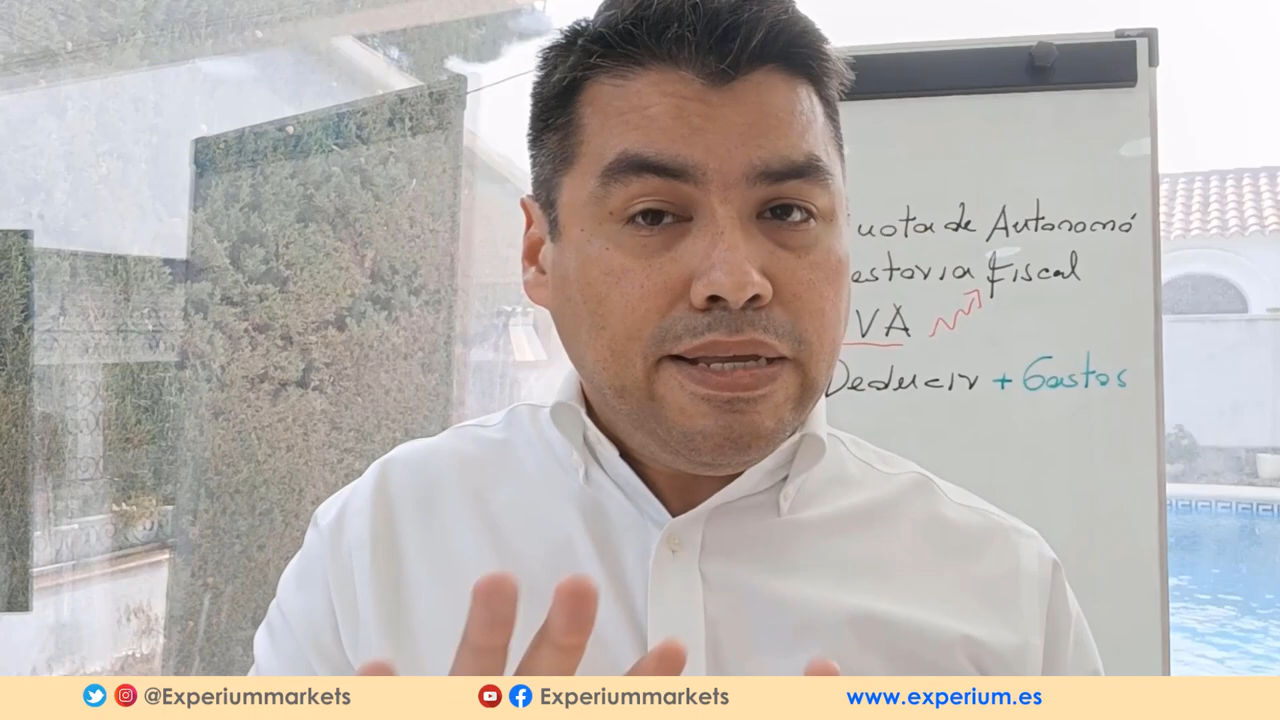 uota de Autonomó
estoria Fiscal
VA
Deducir + Gastos
@Experiummarkets
Experiummarkets
www.experium.es